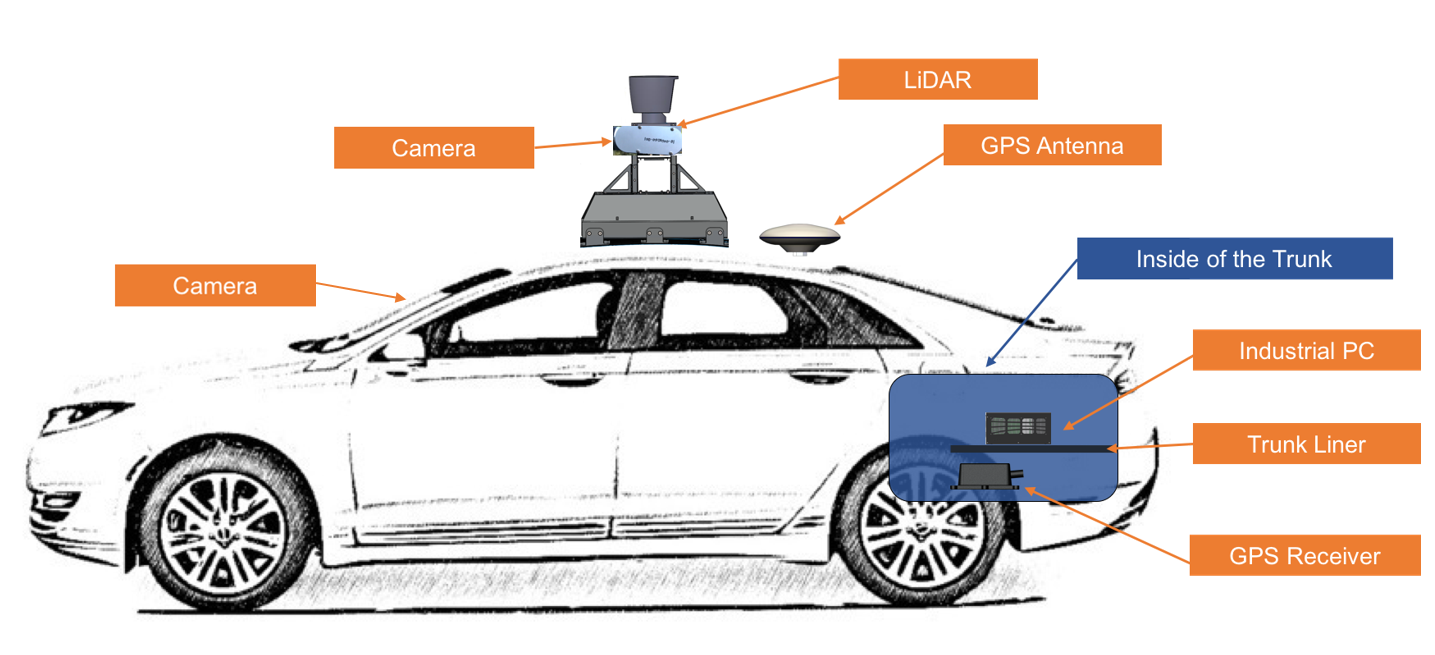 LiDAR
Camera
GPS Antenna
Inside of the Trunk
Camera
Industrial PC
Trunk Liner
GPS Receiver